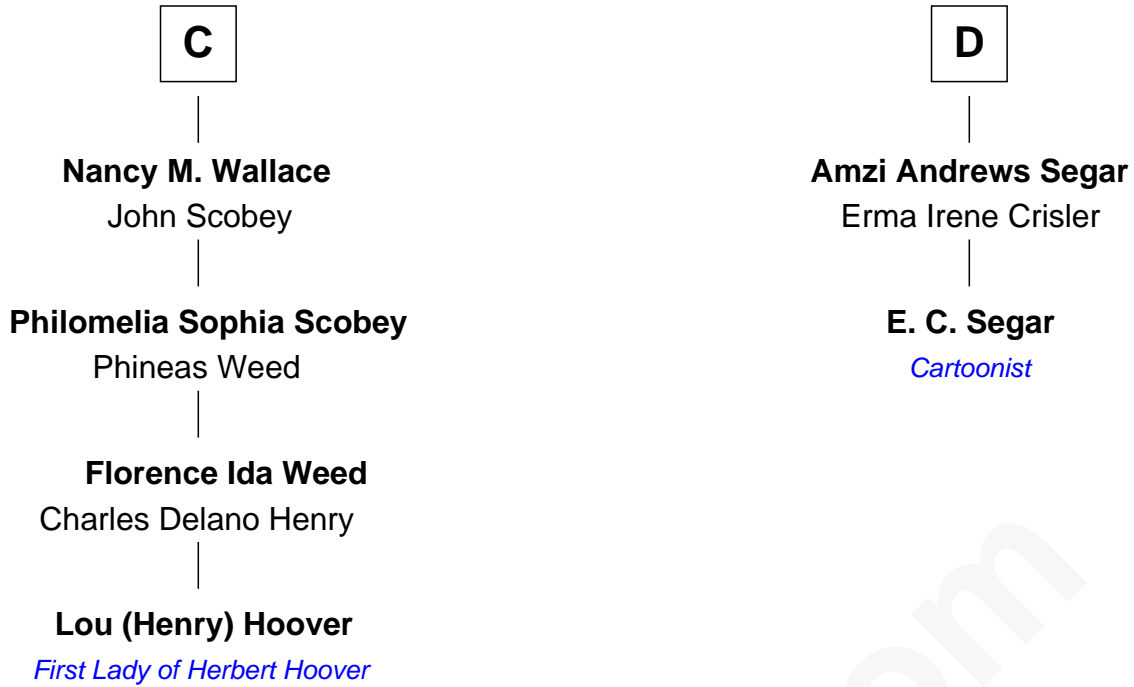 C
Nancy M. Wallace
John Scobey
Philomelia Sophia Scobey
Phineas Weed
Florence Ida Weed
Charles Delano Henry
Lou (Henry) Hoover
First Lady of Herbert Hoover
D
Amzi Andrews Segar
Erma Irene Crisler
E. C. Segar
Cartoonist
om